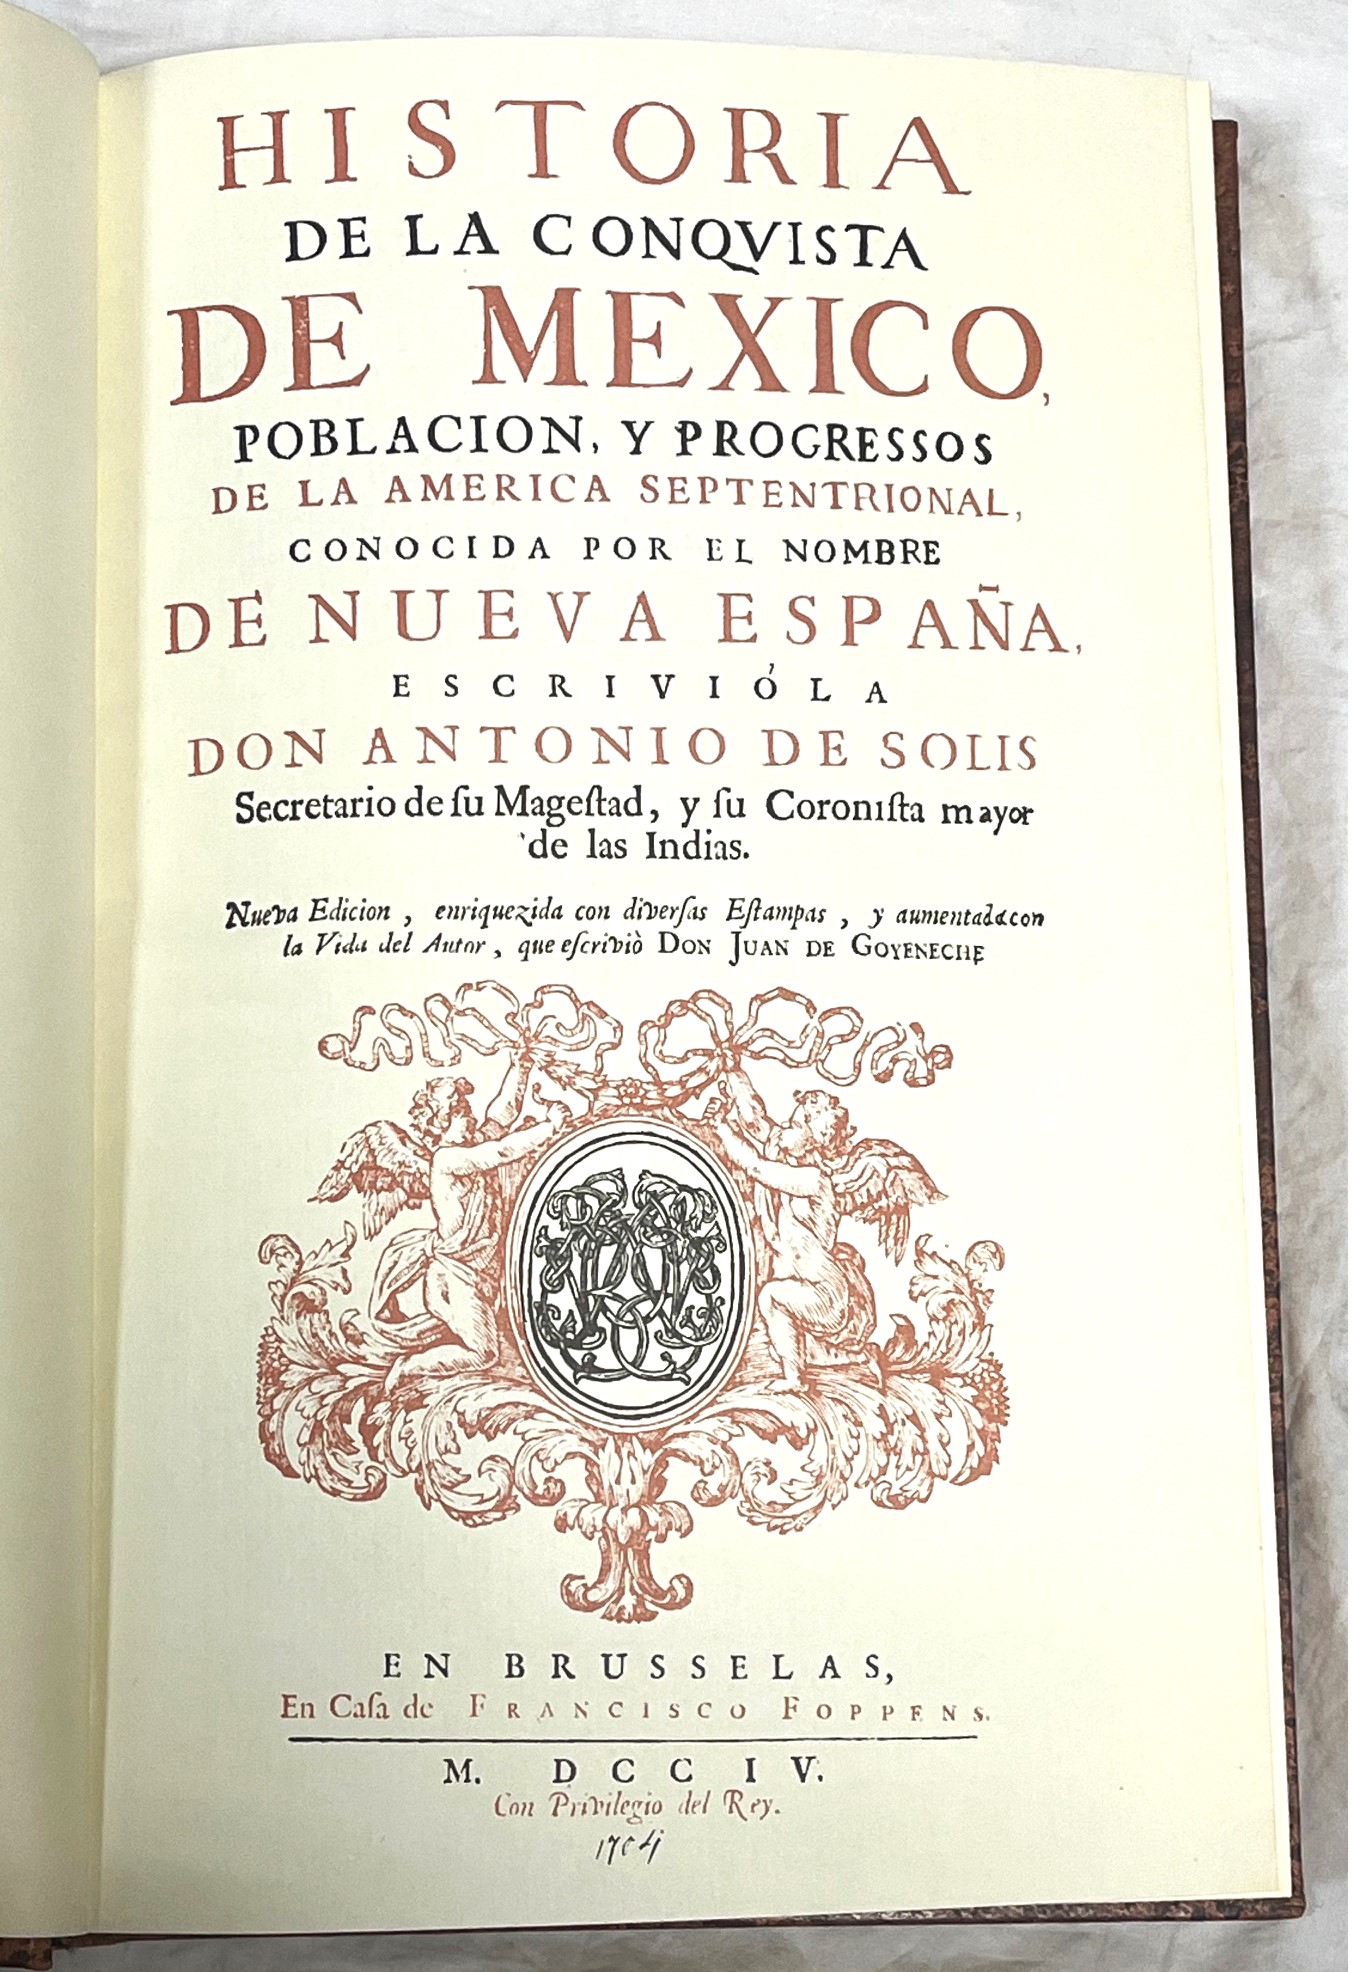 HISTORIA
DE LA CONQVISTA
DE MEXICO,
POBLACION, Y PROGRESSOS
DE LA AMERICA SEPTENTRIONAL,
CONOCIDA POR EL NOMBRE
DE NUEVA ESPAÑA,
ESCRIVIÓLA
DON ANTONIO DE SOLIS
Secretario de ſu Mageſtad, y ſu Coroniſta mayor
de las Indias.
Nueva Edicion, enriquezida con diverſas Eſtampas, y aumentada con
la Vida del Autor, que eſcriviò DON JUAN DE GOYENECHE
EN BRUSSELAS,
En Caſa de FRANCISCO FOPPENS.
M. DCC IV.
Con Privilegio del Rey.
1704